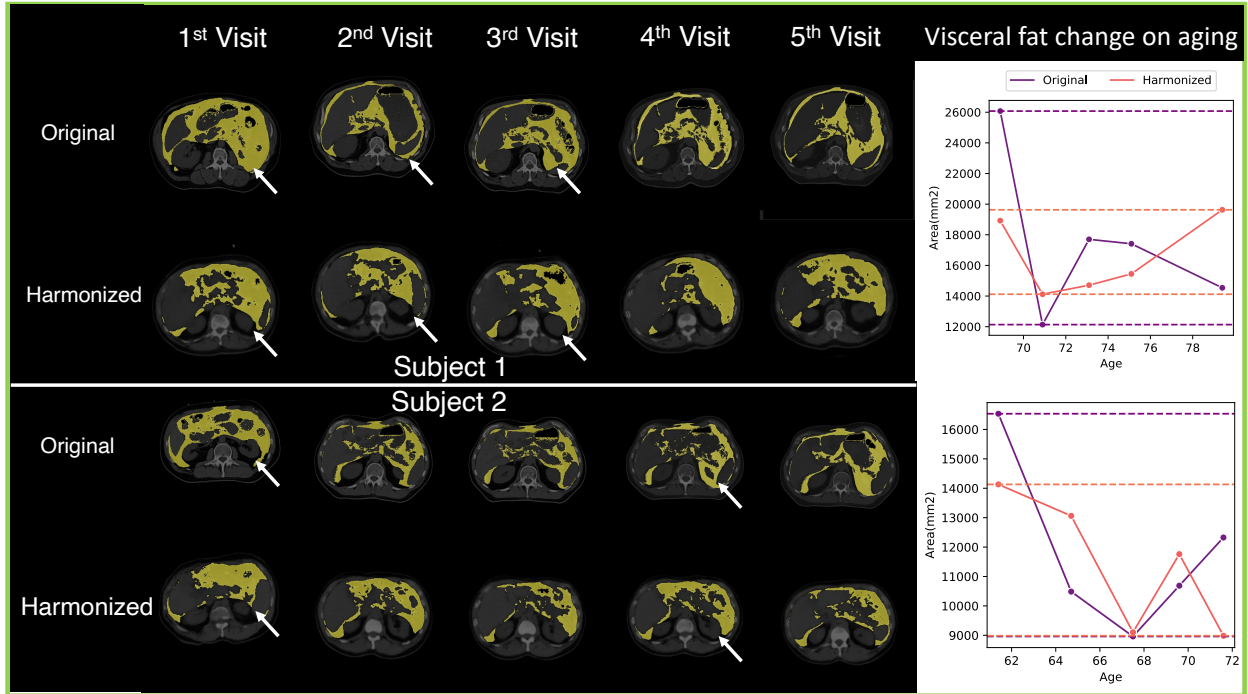 1st Visit
2nd Visit
3rd Visit
4th Visit
5th Visit
Visceral fat change on aging
Original
Harmonized
Subject 1
Original Harmonized
26000
24000
22000
20000
18000
16000
14000
12000
Area(mm2)
70 72 74 76 78
Age
Subject 2
Original
Harmonized
16000
15000
14000
13000
12000
11000
10000
9000
Area(mm2)
62 64 66 68 70 72
Age